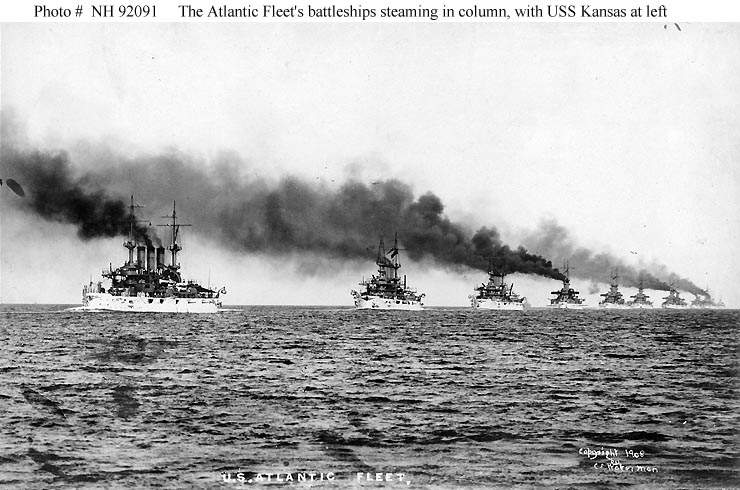 Photo # NH 92091 The Atlantic Fleet's battleships steaming in column, with USS Kansas at left
U.S. ATLANTIC FLEET.
Copyright 1908
by